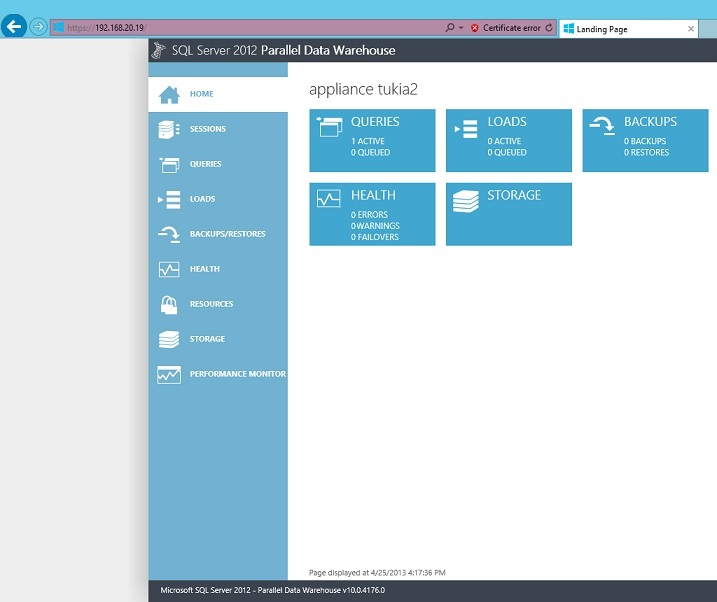 https://192.168.20.19/
Certificate error
Landing Page
SQL Server 2012 Parallel Data Warehouse
HOME
SESSIONS
QUERIES
LOADS
BACKUPS/RESTORES
HEALTH
RESOURCES
STORAGE
PERFORMANCE MONITOR
appliance tukia2
QUERIES
1 ACTIVE
0 QUEUED
LOADS
0 ACTIVE
0 QUEUED
BACKUPS
0 BACKUPS
0 RESTORES
HEALTH
0 ERRORS
0WARNINGS
0 FAILOVERS
STORAGE
Page displayed at 4/25/2013 4:17:36 PM
Microsoft SQL Server 2012 - Parallel Data Warehouse v10.0.4176.0